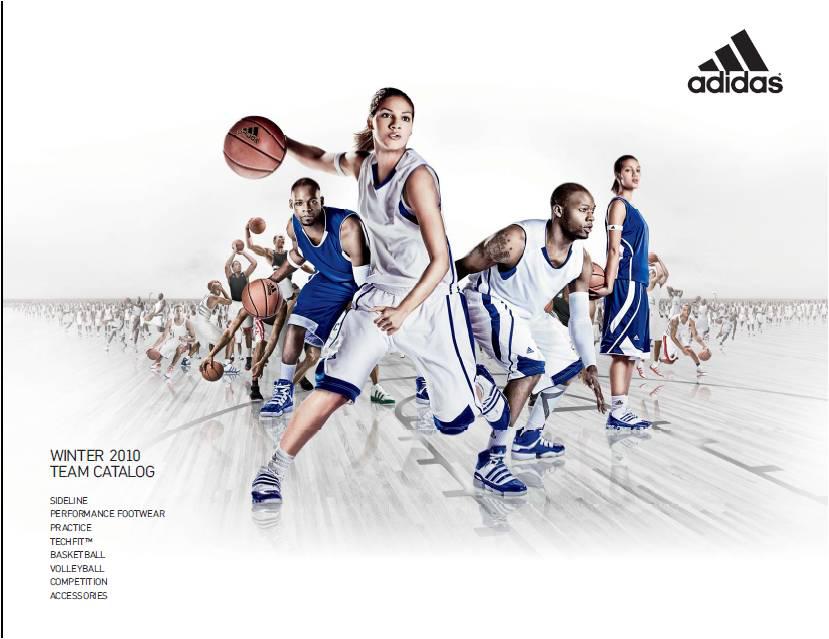 adidas
WINTER 2010
TEAM CATALOG
SIDELINE
PERFORMANCE FOOTWEAR
PRACTICE
TECHFIT™
BASKETBALL
VOLLEYBALL
COMPETITION
ACCESSORIES